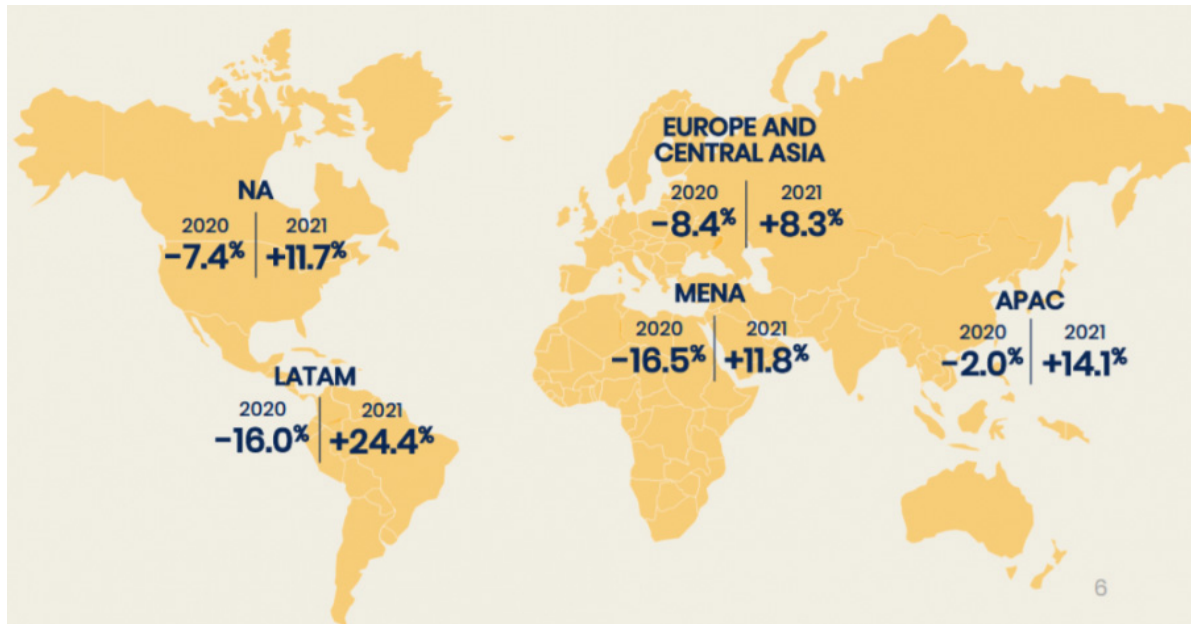 EUROPE AND
CENTRAL ASIA
2020 2021
-8.4% +8.3%
NA
2020 2021
-7.4% +11.7%
MENA
2020 2021
-16.5% +11.8%
APAC
2020 2021
-2.0% +14.1%
LATAM
2020 2021
-16.0% +24.4%
6